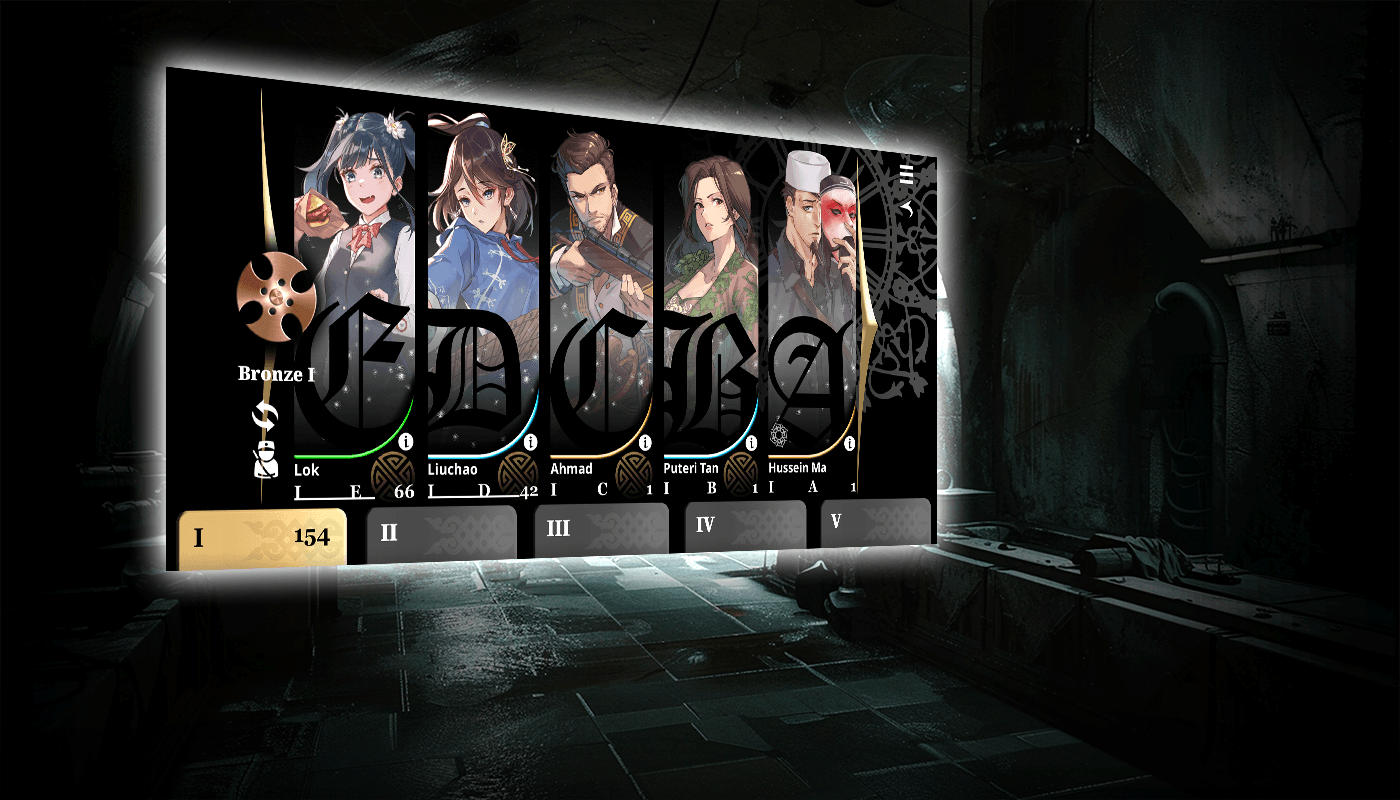 Bronze I
E D C B A
Lok
I E 66
Liuchao
I D 42
Ahmad
I C 1
Puteri Tan
I B 1
Hussein Ma
I A 1
I 154
II
III
IV
V